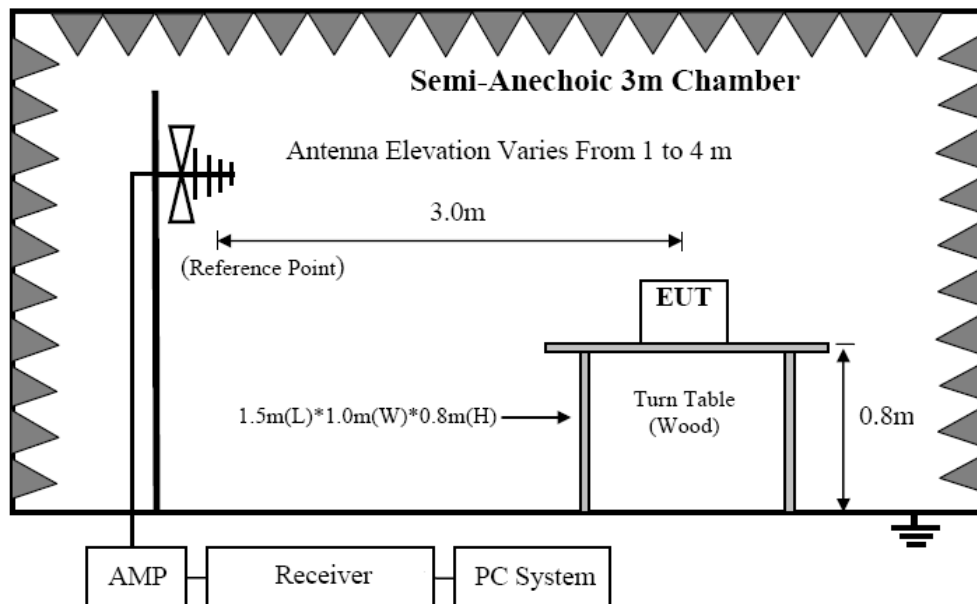 Semi-Anechoic 3m Chamber
Antenna Elevation Varies From 1 to 4 m
3.0m
(Reference Point)
EUT
1.5m(L)*1.0m(W)*0.8m(H)
Turn Table
(Wood)
0.8m
AMP
Receiver
PC System